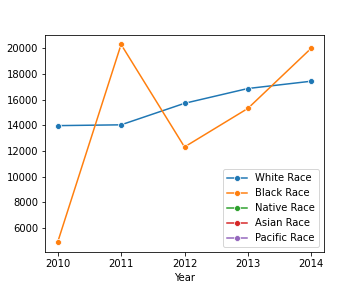 20000
18000
16000
14000
12000
10000
8000
6000
White Race
Black Race
Native Race
Asian Race
Pacific Race
2010 2011 2012 2013 2014
Year